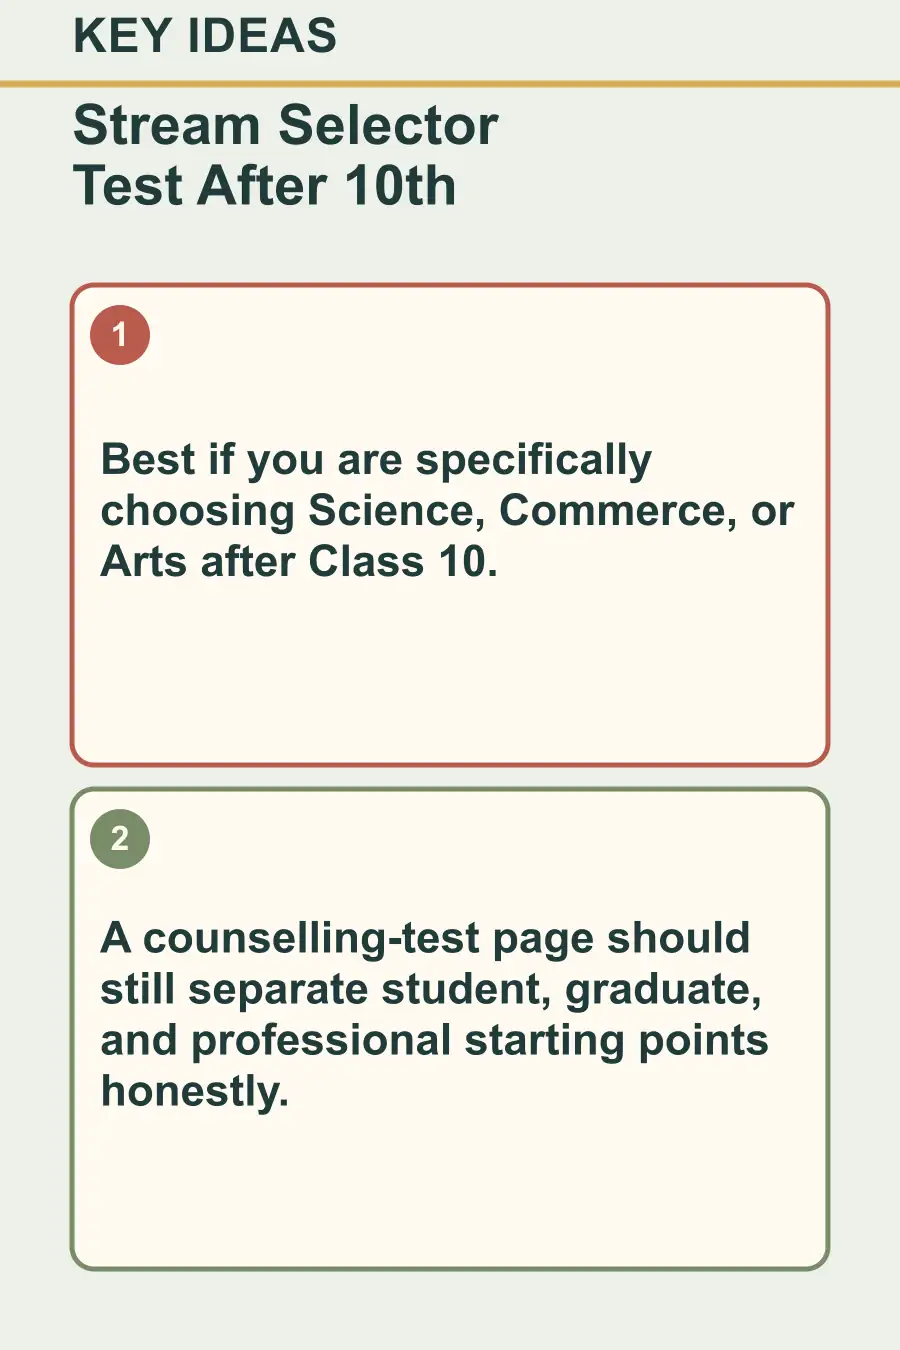 KEY IDEAS
Stream Selector
Test After 10th
1
Best if you are specifically
choosing Science, Commerce, or
Arts after Class 10.
2
A counselling-test page should
still separate student, graduate,
and professional starting points
honestly.